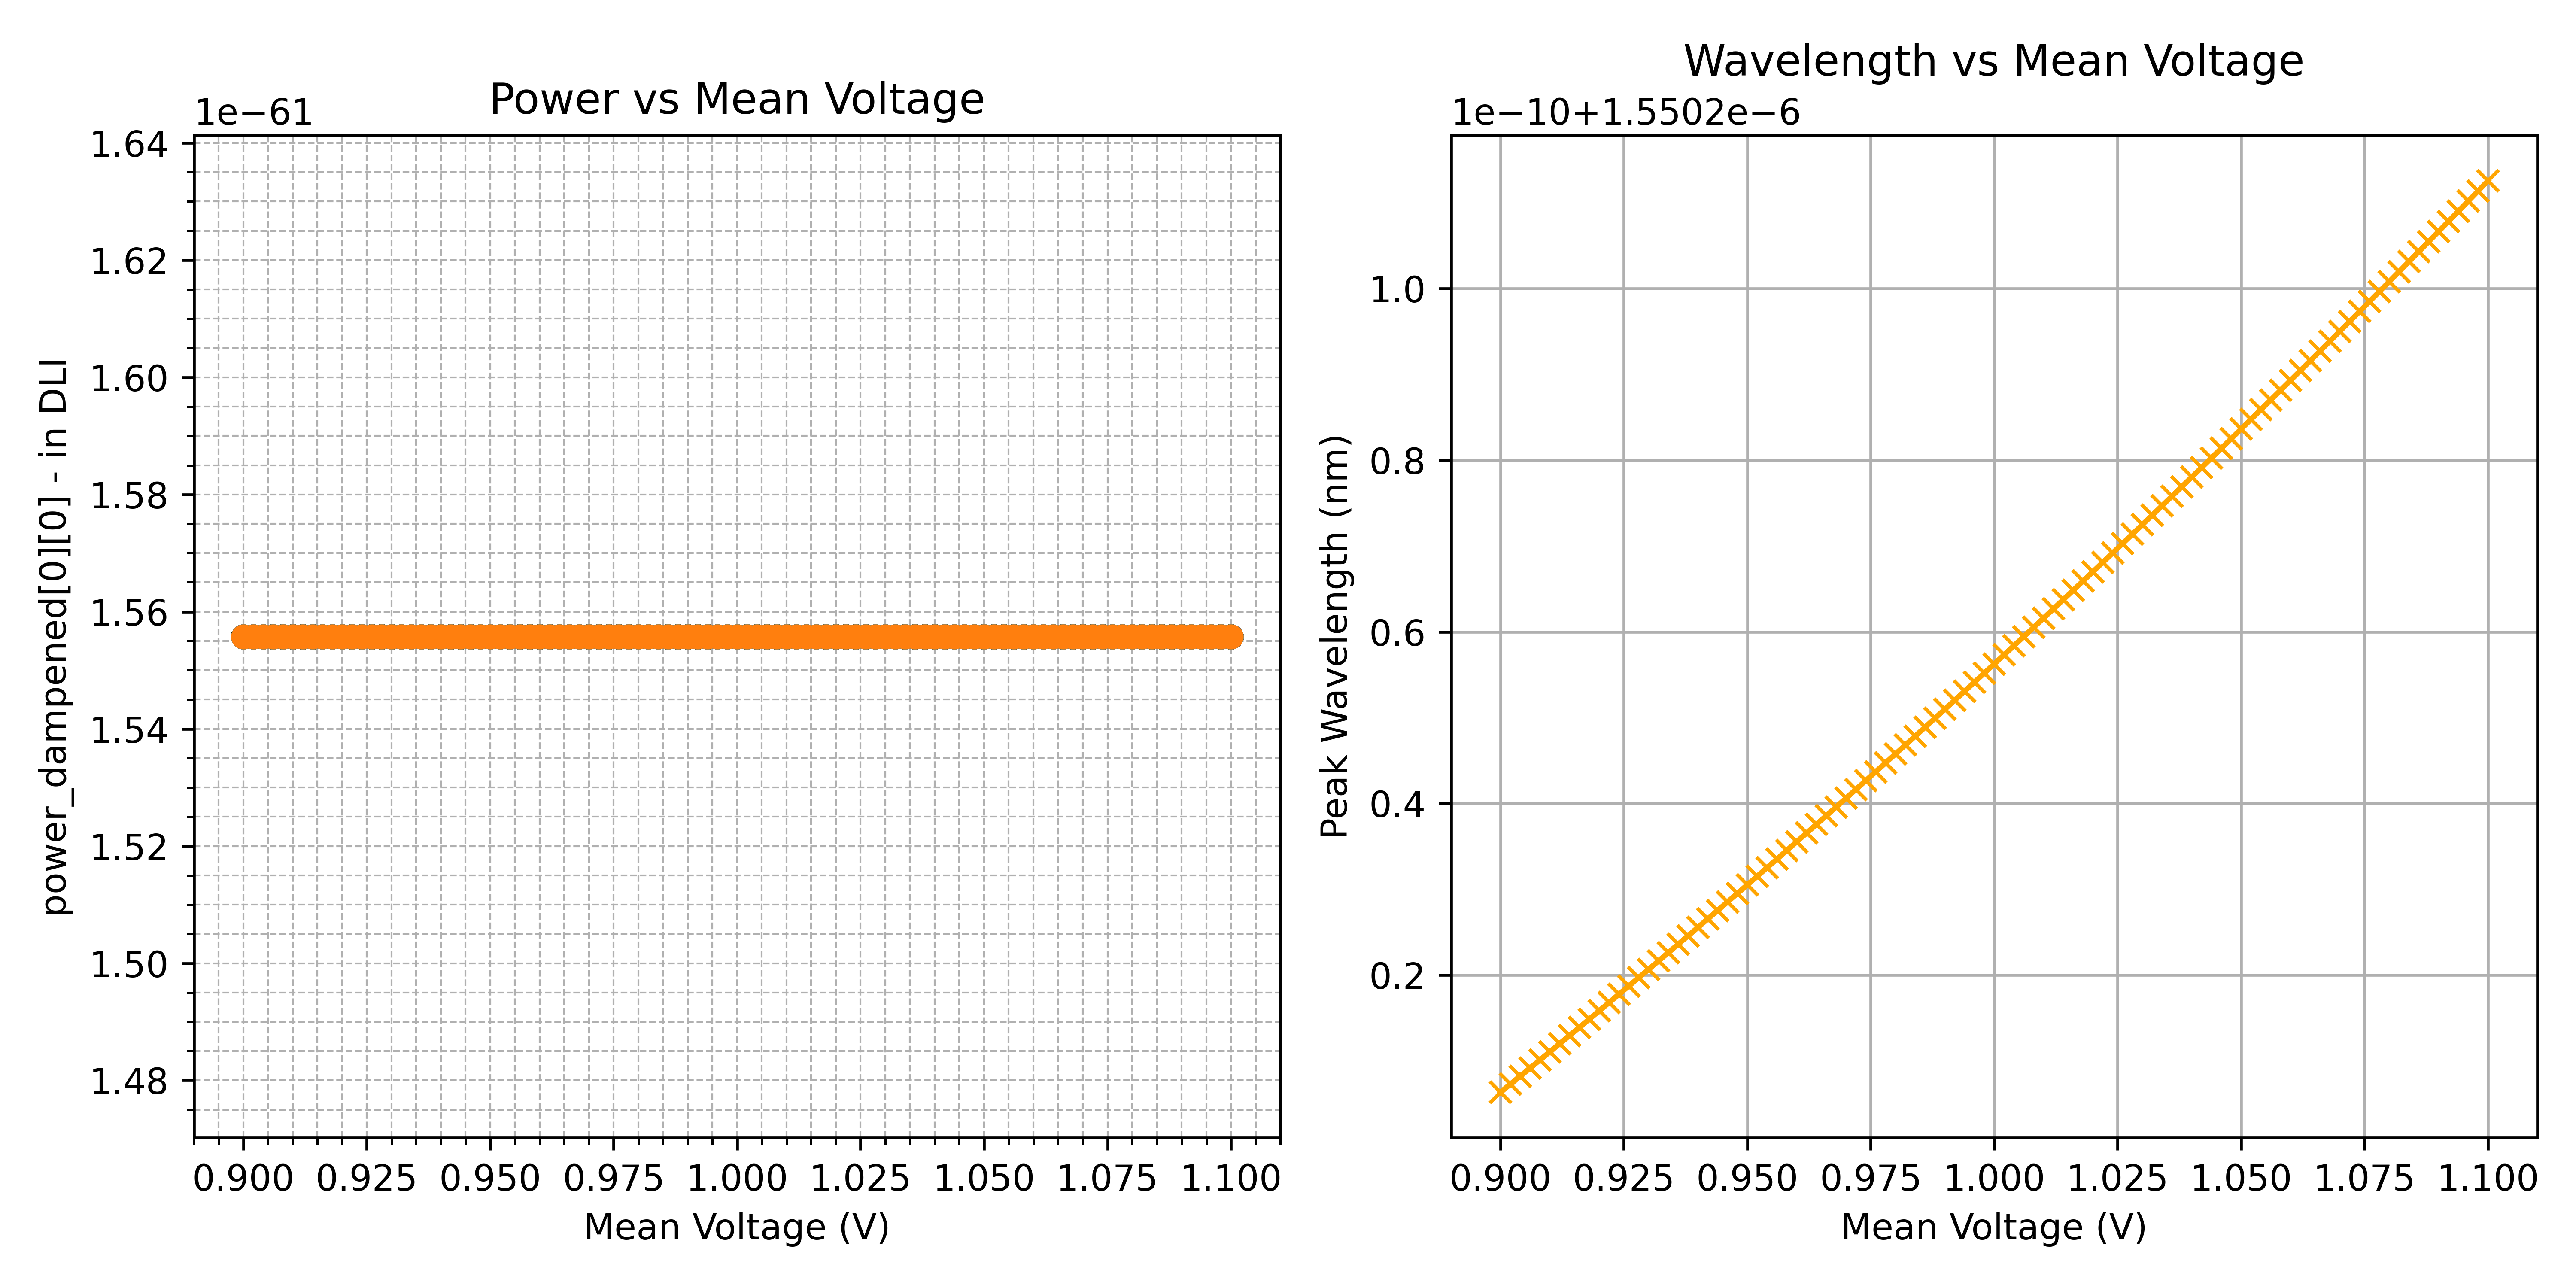 Power vs Mean Voltage
1e−61
1.64
1.62
1.60
1.58
1.56
1.54
1.52
1.50
1.48
power_dampened[0][0] - in DLI
0.900 0.925 0.950 0.975 1.000 1.025 1.050 1.075 1.100
Mean Voltage (V)
Wavelength vs Mean Voltage
1e−10+1.5502e−6
1.0
0.8
0.6
0.4
0.2
Peak Wavelength (nm)
0.900 0.925 0.950 0.975 1.000 1.025 1.050 1.075 1.100
Mean Voltage (V)